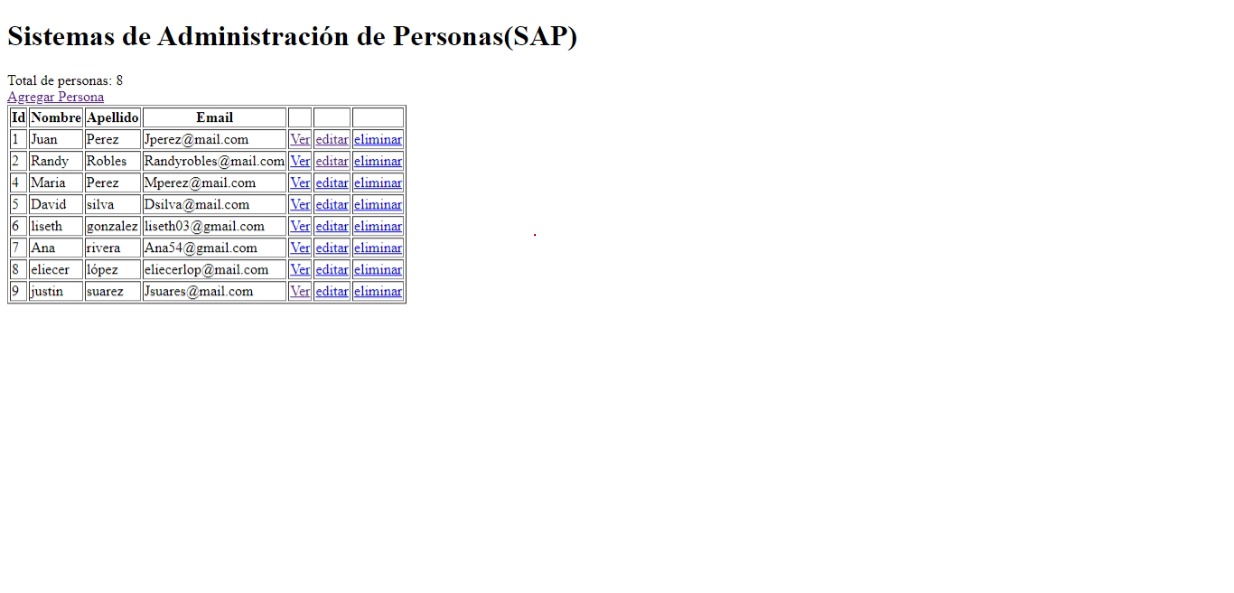 Sistemas de Administración de Personas(SAP)
Total de personas: 8
Agregar Persona
Id Nombre Apellido Email
1 Juan Perez Jperez@mail.com Ver editar eliminar
2 Randy Robles Randyrobles@mail.com Ver editar eliminar
4 Maria Perez Mperez@mail.com Ver editar eliminar
5 David silva Dsilva@mail.com Ver editar eliminar
6 liseth gonzalez liseth03@gmail.com Ver editar eliminar
7 Ana rivera Ana54@gmail.com Ver editar eliminar
8 eliecer lópez eliecerlop@mail.com Ver editar eliminar
9 justin suarez Jsuares@mail.com Ver editar eliminar